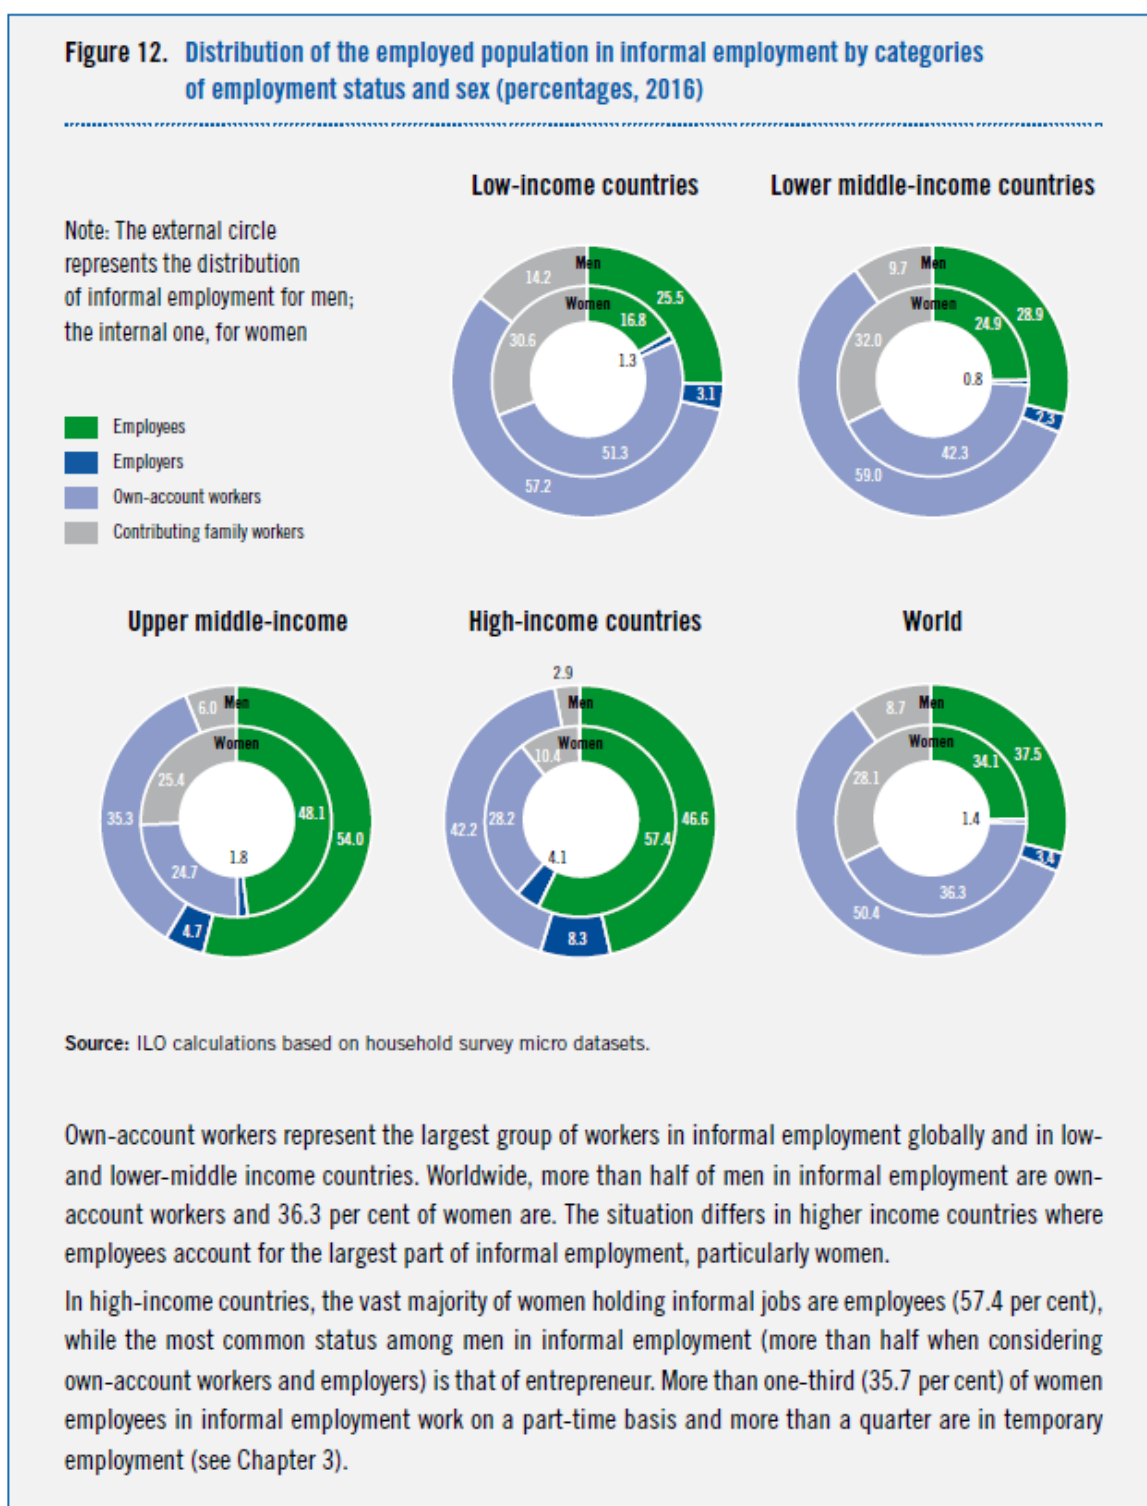 Figure 12. Distribution of the employed population in informal employment by categories
of employment status and sex (percentages, 2016)
Note: The external circle
represents the distribution
of informal employment for men;
the internal one, for women
Employees
Employers
Own-account workers
Contributing family workers
Low-income countries
Men
Women
14.2
25.5
16.8
30.6
1.3
3.1
51.3
57.2
Lower middle-income countries
9.7
Men
Women
28.9
24.9
32.0
0.8
2.3
42.3
59.0
Upper middle-income
6.0
Men
Women
25.4
48.1
35.3
54.0
1.8
24.7
4.7
High-income countries
2.9
Men
Women
10.4
46.6
28.2
42.2
57.4
4.1
8.3
World
8.7
Men
Women
37.5
34.1
28.1
1.4
3.4
36.3
50.4
Source: ILO calculations based on household survey micro datasets.
Own-account workers represent the largest group of workers in informal employment globally and in low-
and lower-middle income countries. Worldwide, more than half of men in informal employment are own-
account workers and 36.3 per cent of women are. The situation differs in higher income countries where
employees account for the largest part of informal employment, particularly women.
In high-income countries, the vast majority of women holding informal jobs are employees (57.4 per cent),
while the most common status among men in informal employment (more than half when considering
own-account workers and employers) is that of entrepreneur. More than one-third (35.7 per cent) of women
employees in informal employment work on a part-time basis and more than a quarter are in temporary
employment (see Chapter 3).